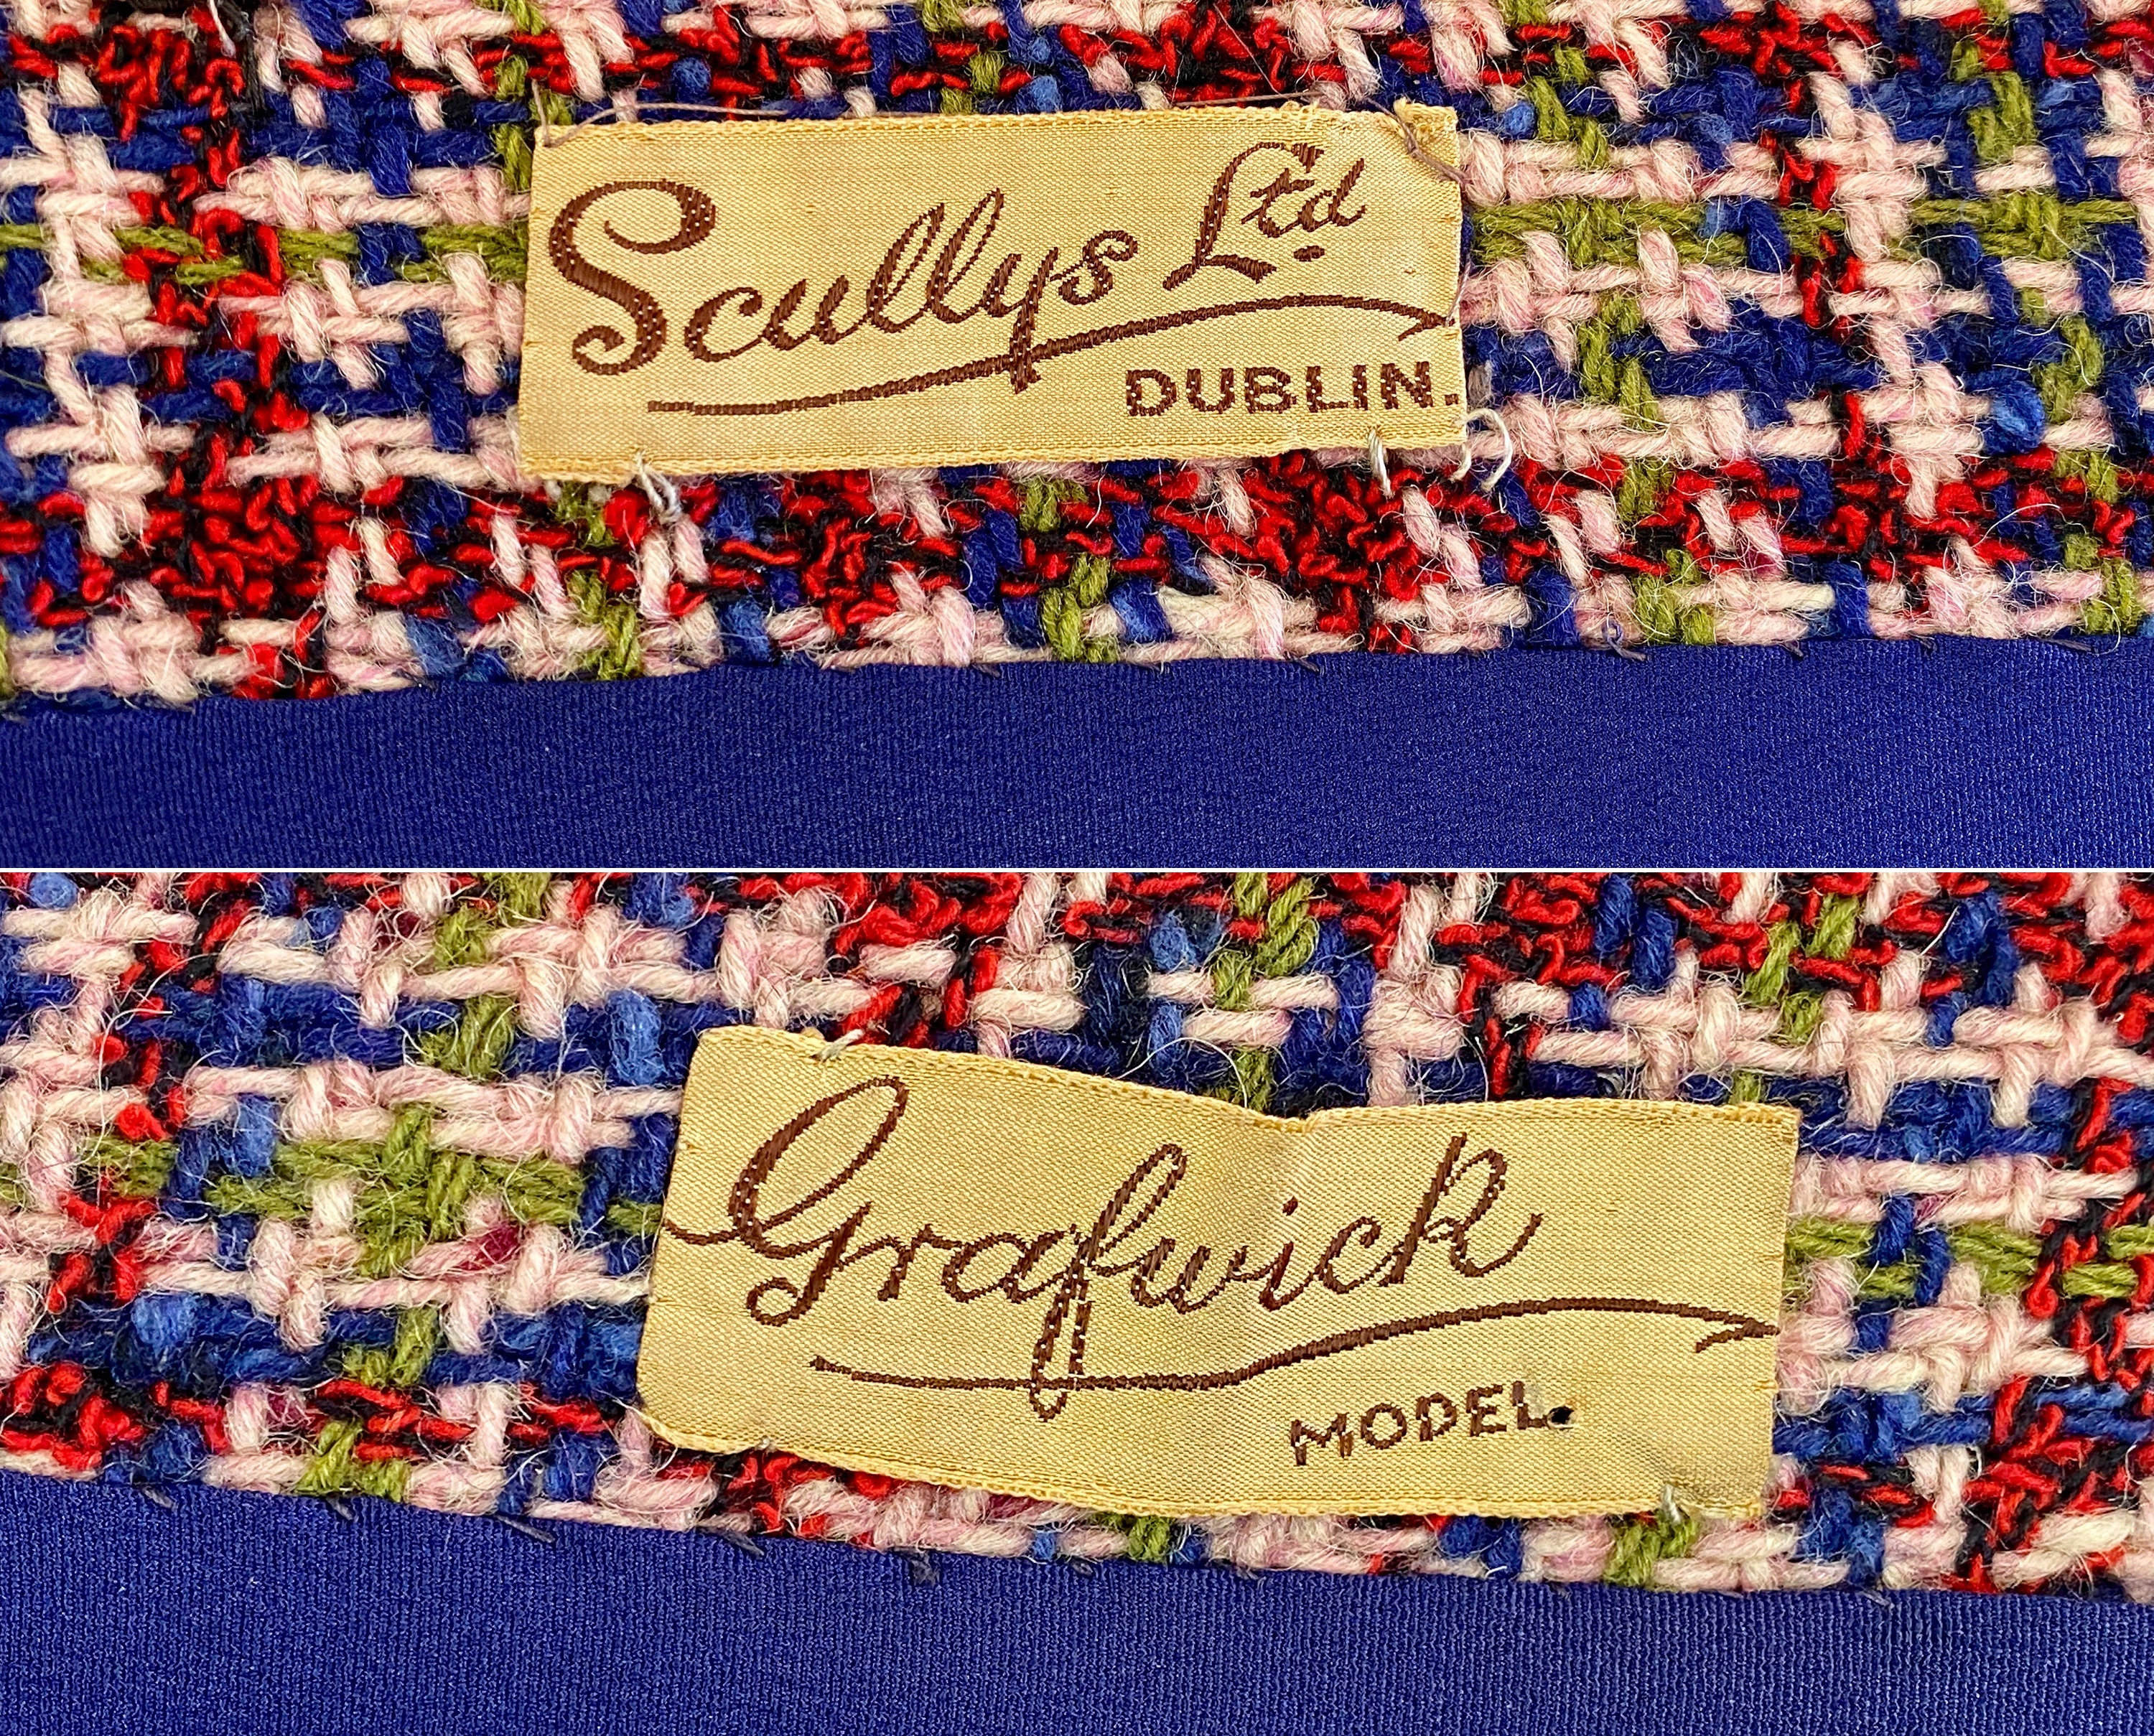 Scullys Ltd.
DUBLIN.
Grafwick
MODEL.